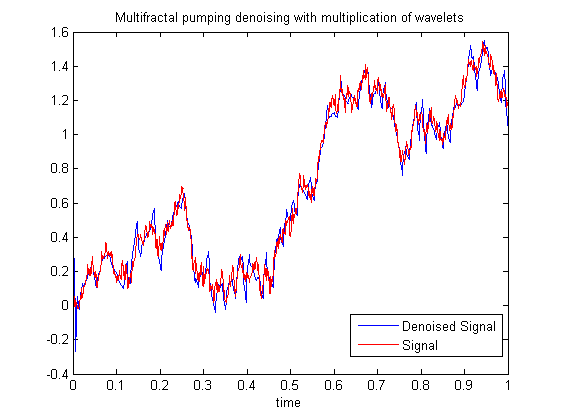 Multifractal pumping denoising with multiplication of wavelets
1.6
1.4
1.2
1
0.8
0.6
0.4
0.2
0
-0.2
-0.4
0 0.1 0.2 0.3 0.4 0.5 0.6 0.7 0.8 0.9 1
time
Denoised Signal
Signal